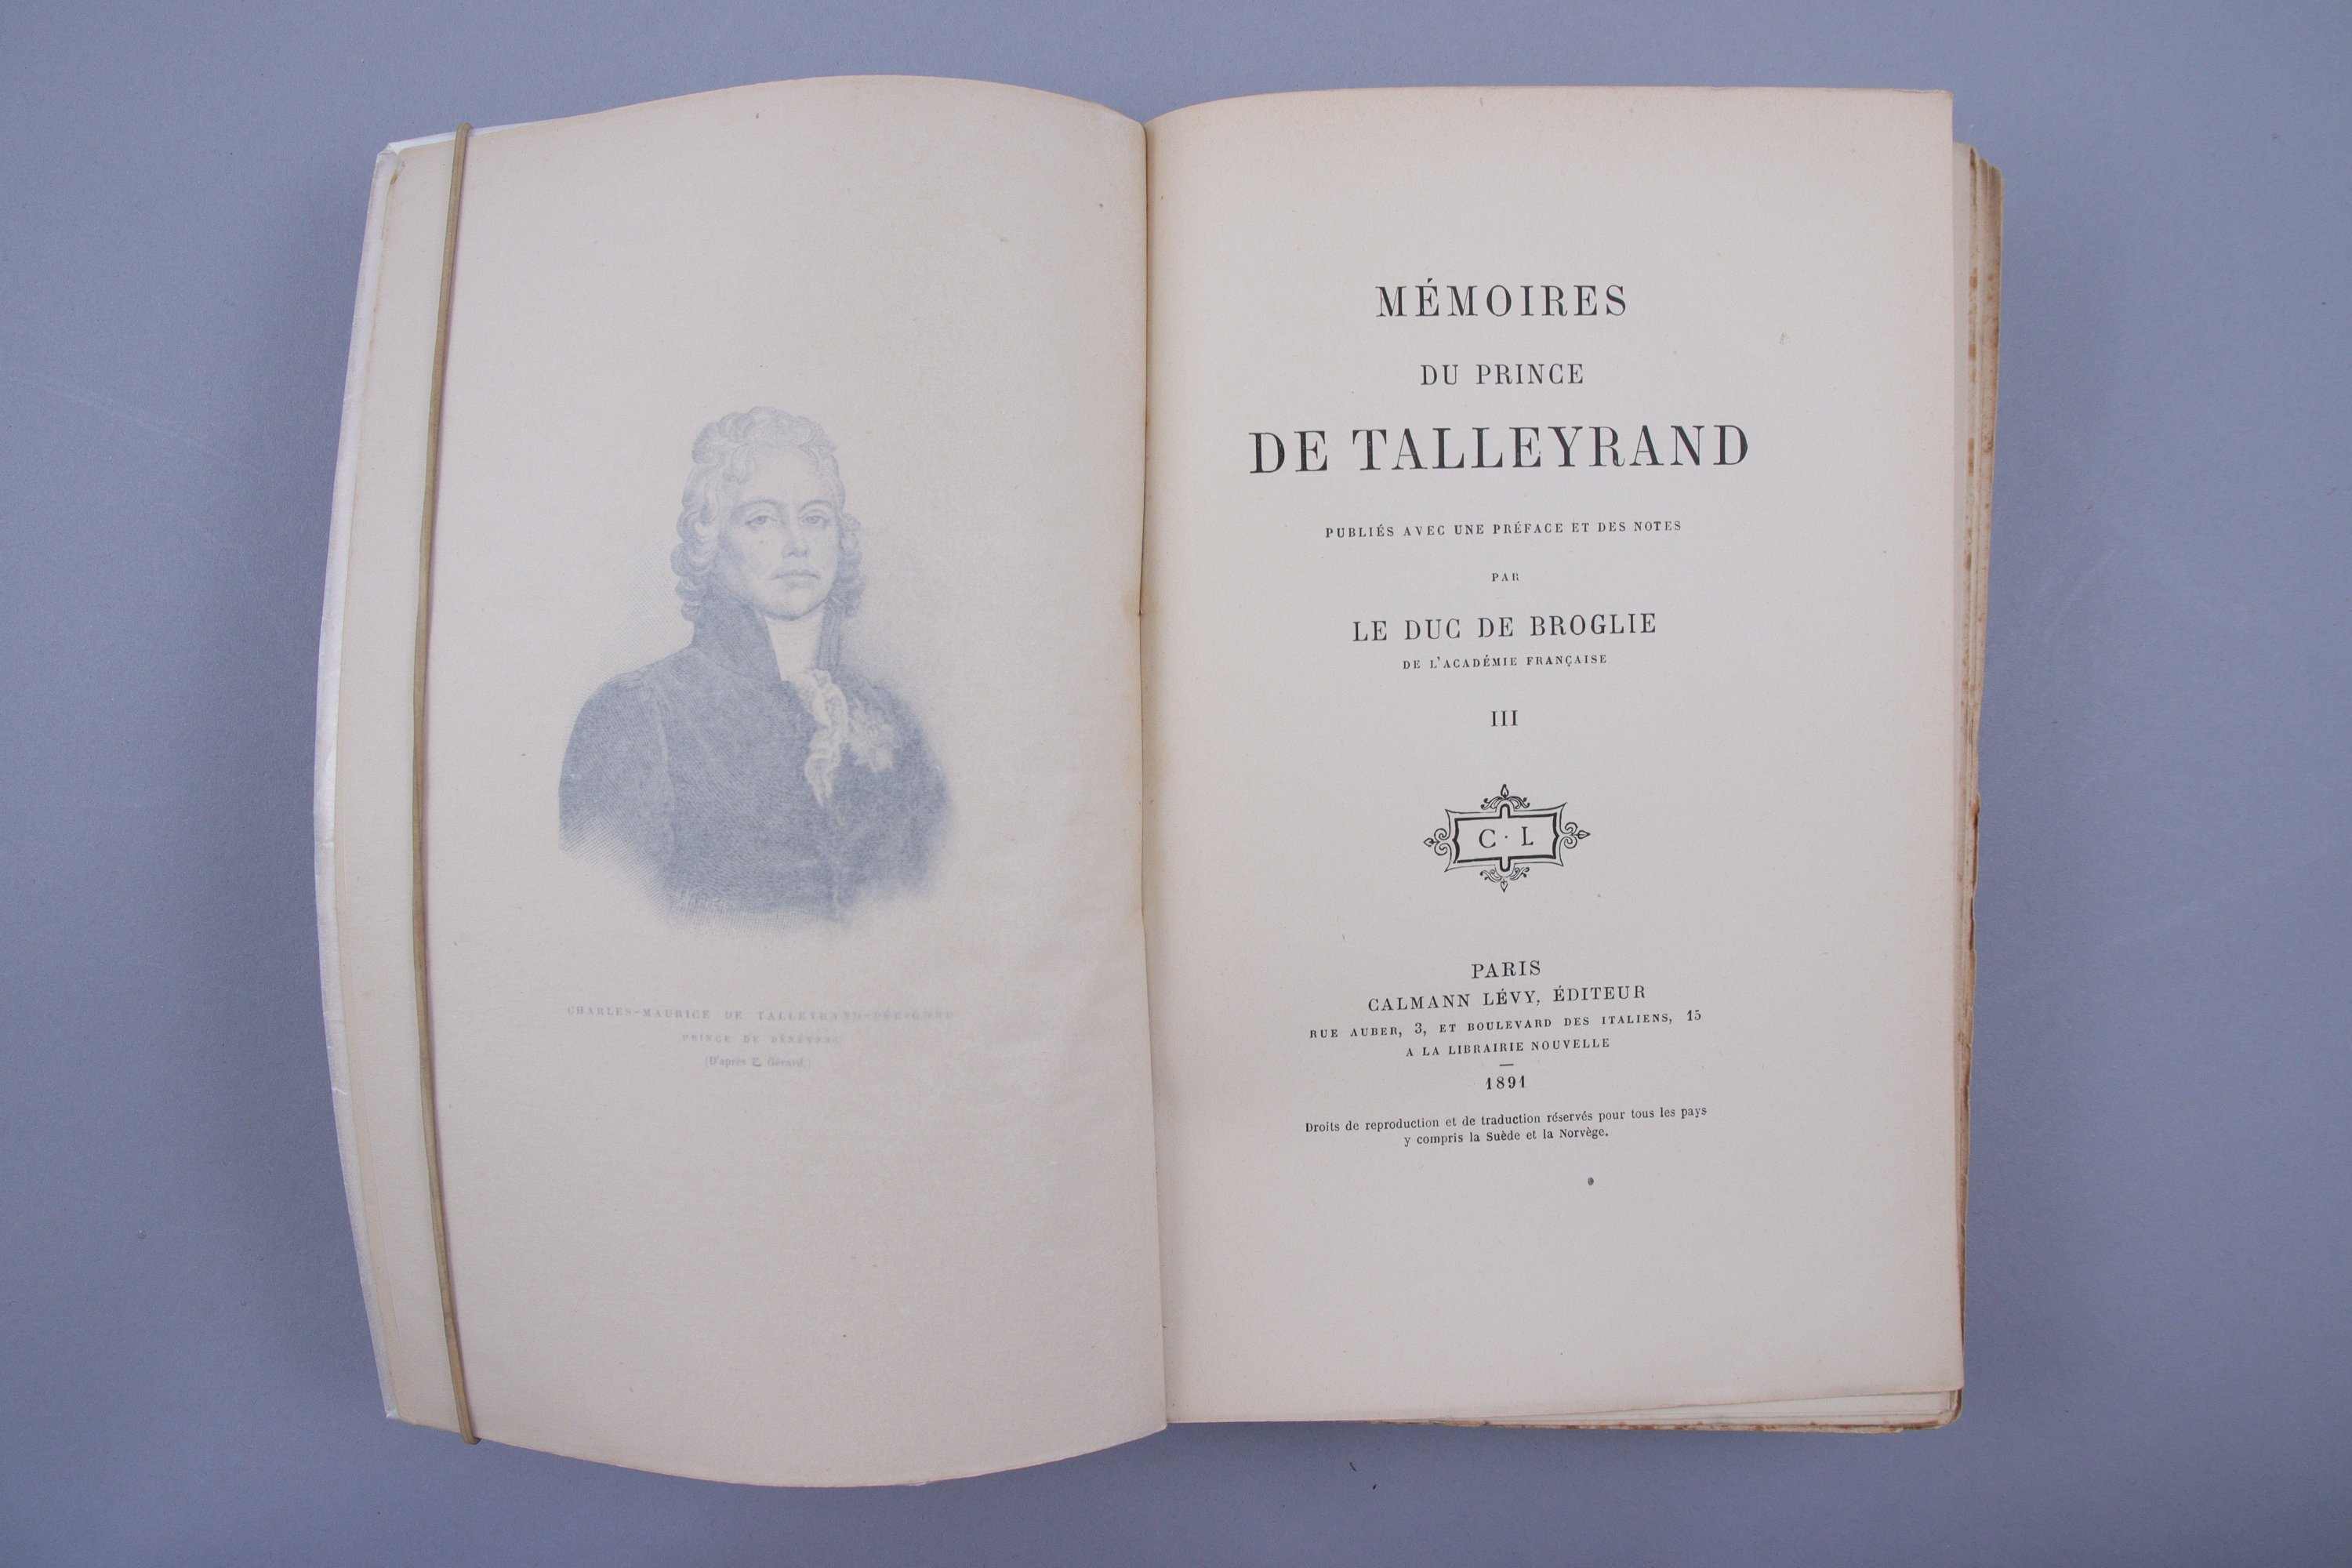 CHARLES-MAURICE DE TALLEYRAND-PÉRIGORD
PRINCE DE BÉNÉVENT
(D'après Gérard.)
MÉMOIRES
DU PRINCE
DE TALLEYRAND
PUBLIÉS AVEC UNE PRÉFACE ET DES NOTES
PAR
LE DUC DE BROGLIE
DE L'ACADÉMIE FRANÇAISE
III
C · L
PARIS
CALMANN LÉVY, ÉDITEUR
RUE AUBER, 3, ET BOULEVARD DES ITALIENS, 15
A LA LIBRAIRIE NOUVELLE
1891
Droits de reproduction et de traduction réservés pour tous les pays
y compris la Suède et la Norvège.